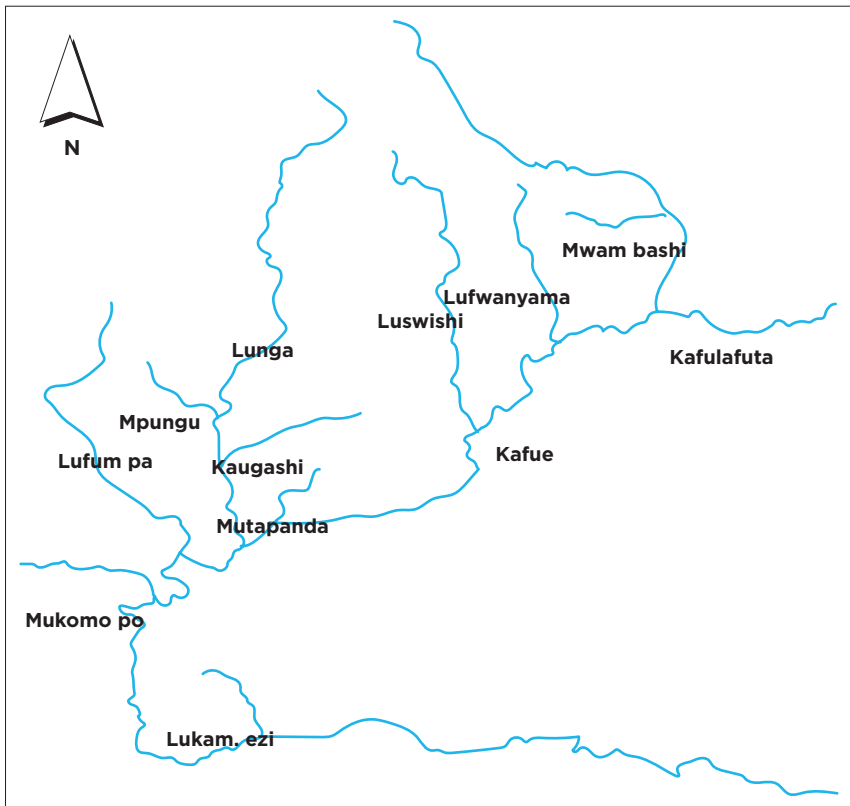 N
Mwam bashi
Lufwanyama
Luswishi
Lunga
Kafulafuta
Mpungu
Lufum pa
Kaugashi
Kafue
Mutapanda
Mukomo po
Lukam. ezi